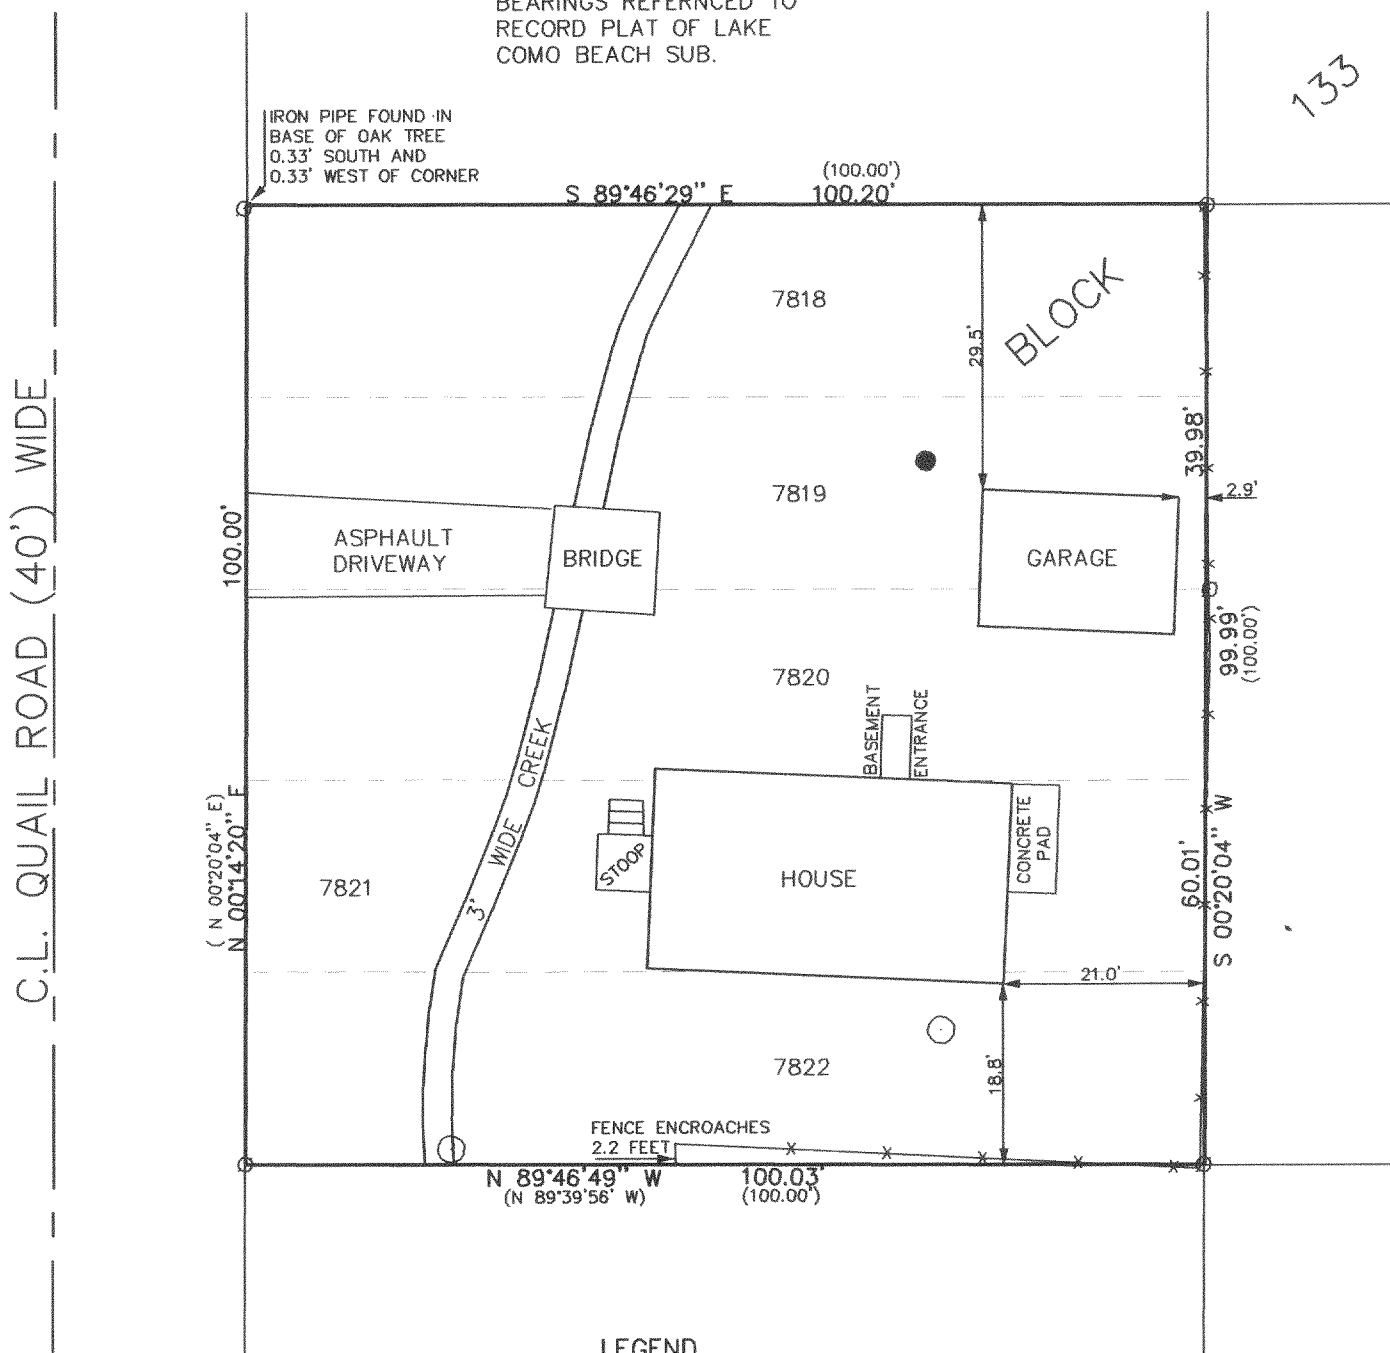 BEARINGS REFERNCED TO
RECORD PLAT OF LAKE
COMO BEACH SUB.
133
IRON PIPE FOUND IN
BASE OF OAK TREE
0.33' SOUTH AND
0.33' WEST OF CORNER
(100.00')
S 89°46'29" E 100.20'
7818
BLOCK
29.5'
39.98'
7819
2.9'
C.L. QUAIL ROAD (40') WIDE
100.00'
ASPHAULT
DRIVEWAY
BRIDGE
GARAGE
99.99'
(100.00')
7820
BASEMENT
ENTRANCE
(N 00°20'04" E)
N 00°14'20" E
3' WIDE CREEK
STOOP
HOUSE
CONCRETE
PAD
60.01'
S 00°20'04" W
7821
21.0'
18.8'
7822
FENCE ENCROACHES
2.2 FEET
N 89°46'49" W 100.03'
(N 89°39'56' W) (100.00')
LEGEND